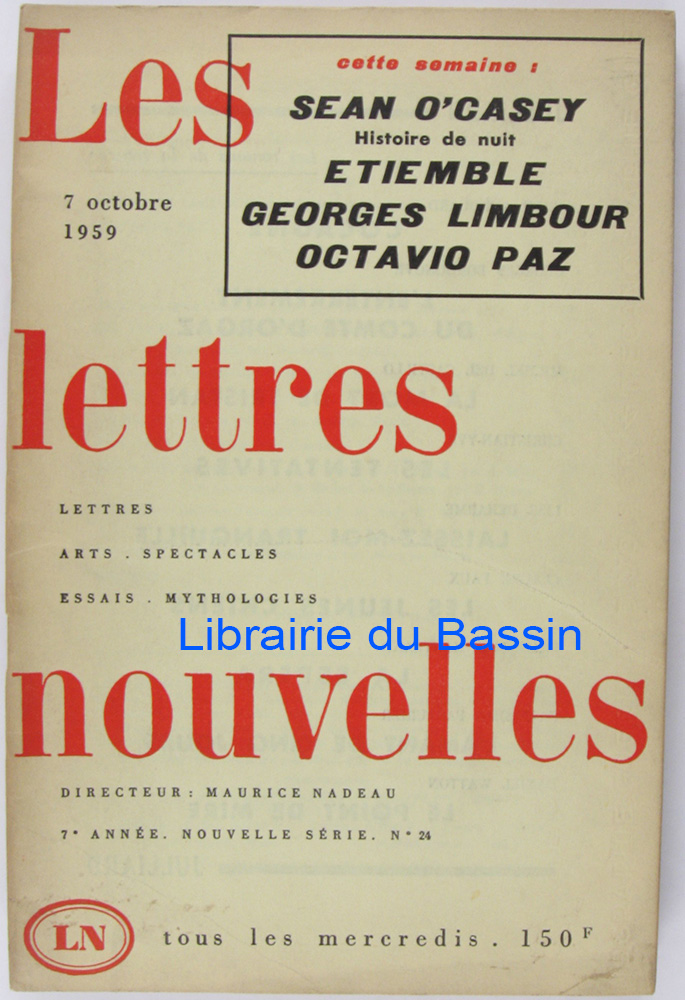 Les
cette semaine :
SEAN O'CASEY
Histoire de nuit
ETIEMBLE
GEORGES LIMBOUR
OCTAVIO PAZ
7 octobre
1959
lettres
LETTRES
ARTS . SPECTACLES
ESSAIS . MYTHOLOGIES
Librairie du Bassin
nouvelles
DIRECTEUR : MAURICE NADEAU
7e ANNÉE. NOUVELLE SÉRIE. N° 24
LN
tous les mercredis . 150 F